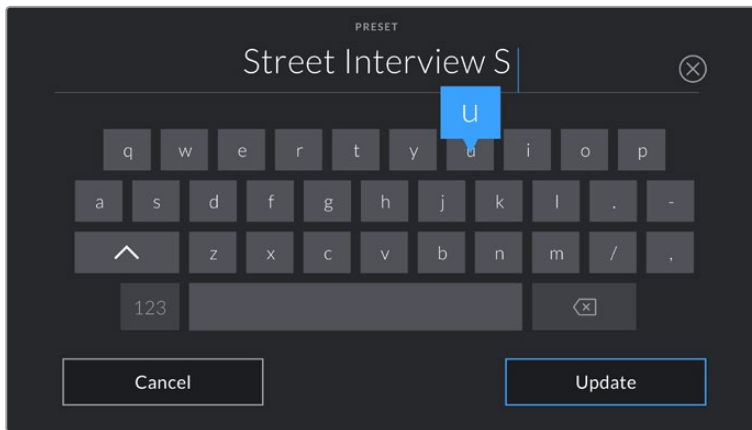 PRESET
Street Interview S
u
q w e r t y u i o p
a s d f g h j k l . -
z x c v b n m / ,
123
Cancel Update